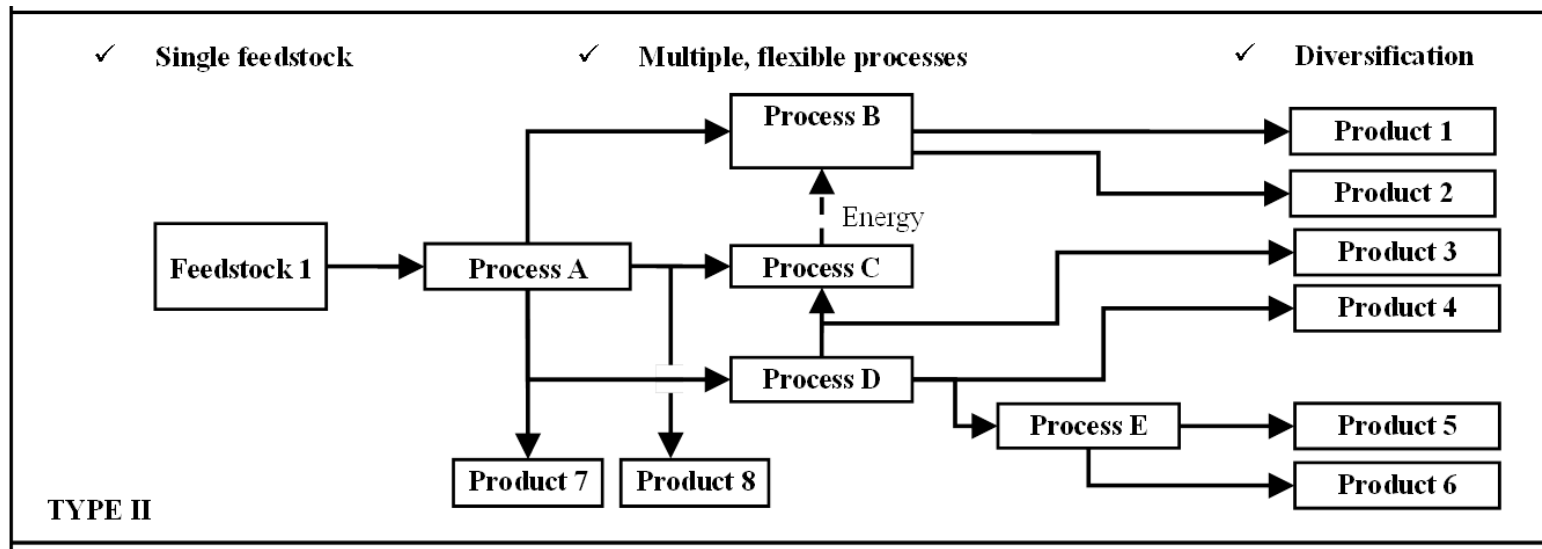 ✓ Single feedstock
✓ Multiple, flexible processes
✓ Diversification
Process B
Product 1
Product 2
Energy
Feedstock 1
Process A
Process C
Product 3
Product 4
Process D
Process E
Product 5
Product 7
Product 8
Product 6
TYPE II